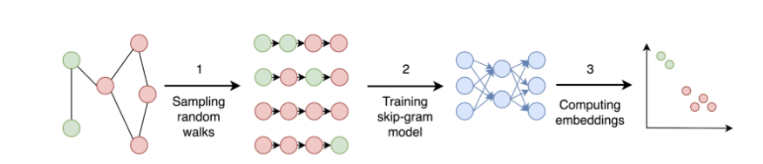 1
Sampling
random
walks
2
Training
skip-gram
model
3
Computing
embeddings